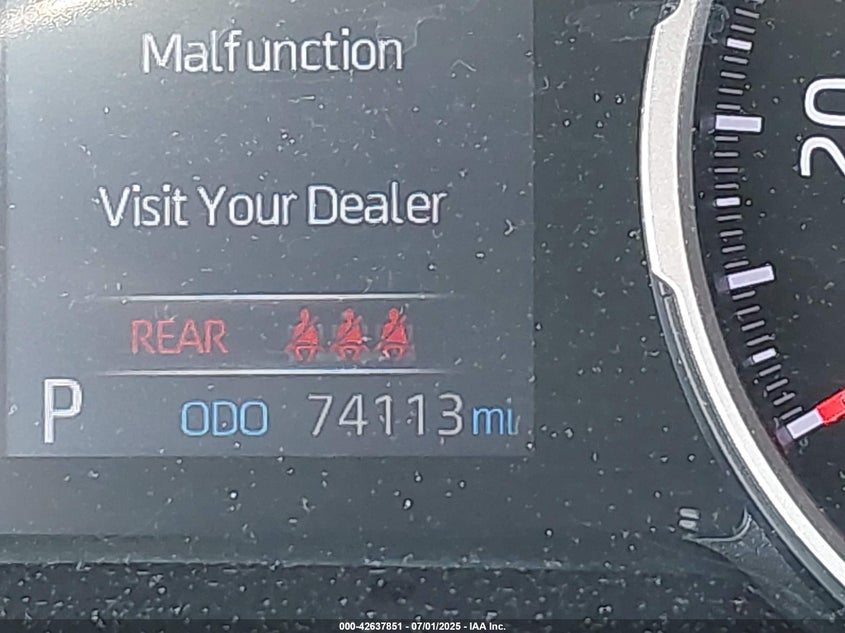 Malfunction
Visit Your Dealer
REAR
P ODO 74113 mi
20
000-42637851 - 07/01/2025 - IAA Inc.